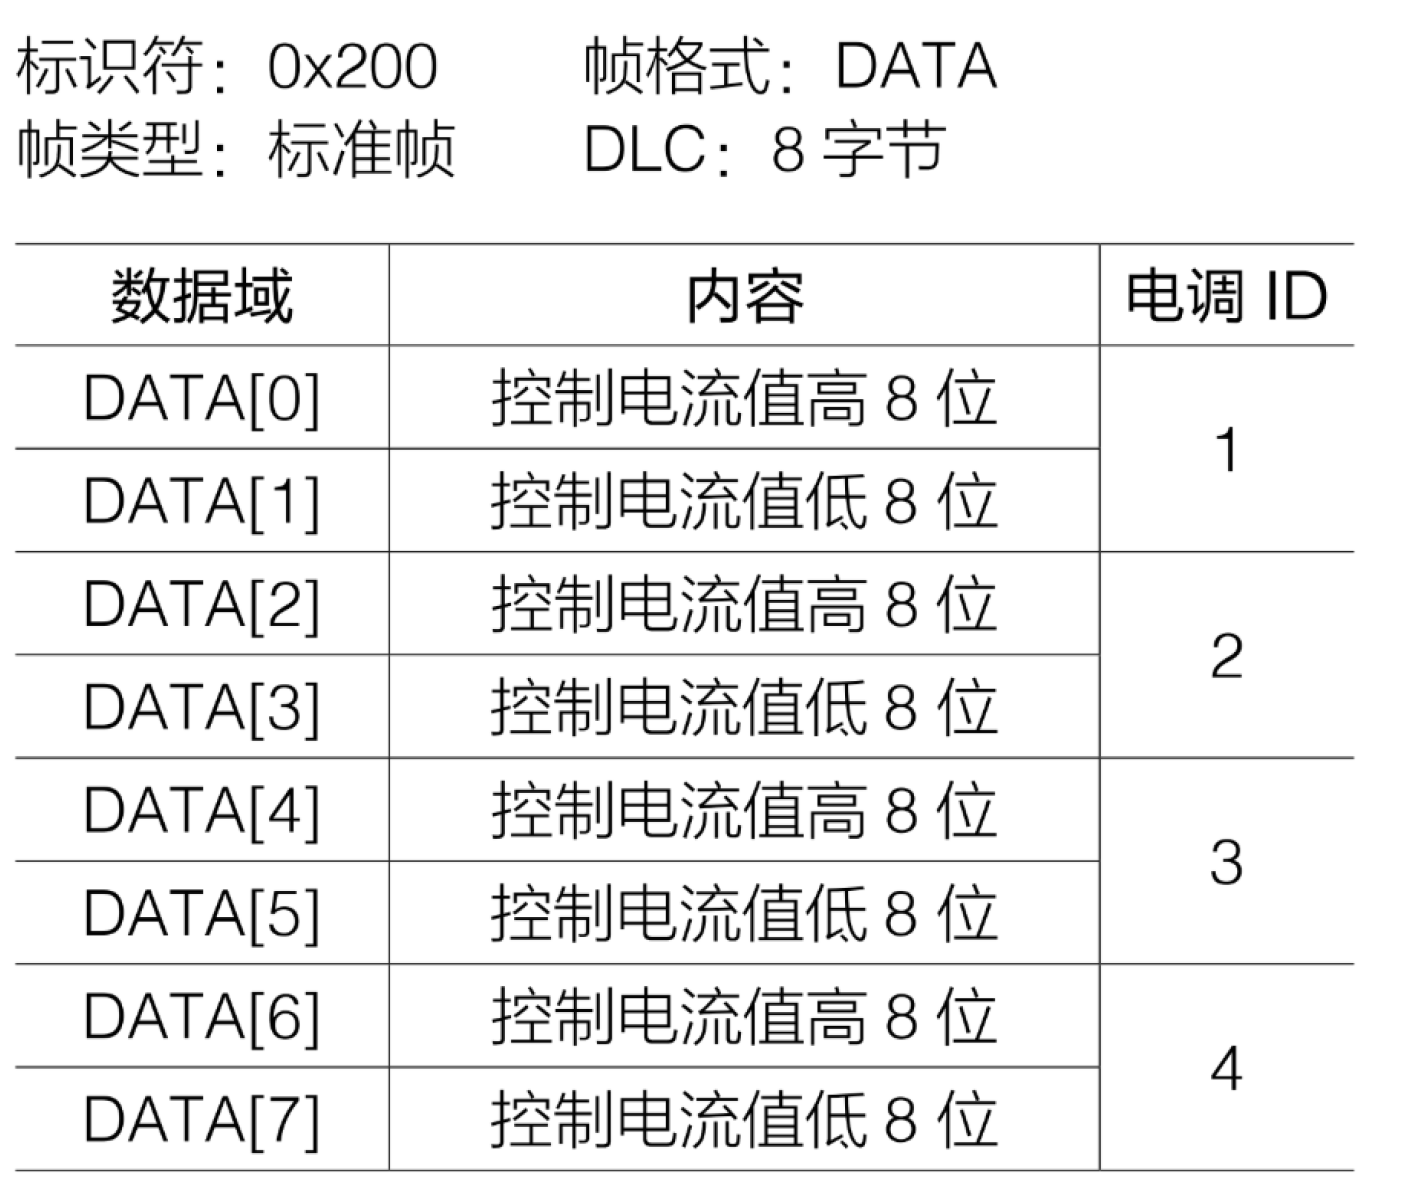 标识符：0x200 帧格式：DATA
帧类型：标准帧 DLC：8 字节
数据域 内容 电调 ID
DATA[0] 控制电流值高 8 位
1
DATA[1] 控制电流值低 8 位
DATA[2] 控制电流值高 8 位
2
DATA[3] 控制电流值低 8 位
DATA[4] 控制电流值高 8 位
3
DATA[5] 控制电流值低 8 位
DATA[6] 控制电流值高 8 位
4
DATA[7] 控制电流值低 8 位